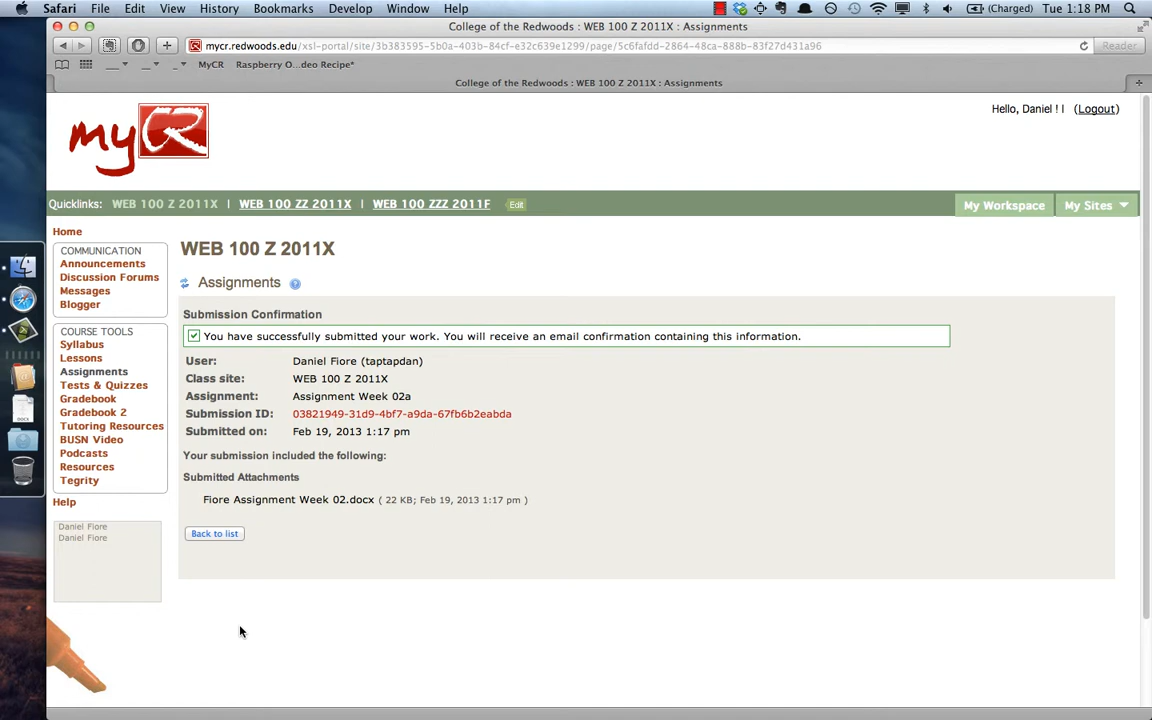 Safari File Edit View History Bookmarks Develop Window Help (Charged) Tue 1:18 PM
College of the Redwoods : WEB 100 Z 2011X : Assignments
mycr.redwoods.edu/xsl-portal/site/3b383595-5b0a-403b-84cf-e32c639e1299/page/5c6fafdd-2864-48ca-888b-83f27d431a96 Reader
MyCR Raspberry O...deo Recipe*
College of the Redwoods : WEB 100 Z 2011X : Assignments
my CR
Hello, Daniel ! | (Logout)
Quicklinks: WEB 100 Z 2011X | WEB 100 ZZ 2011X | WEB 100 ZZZ 2011F Edit My Workspace My Sites
Home
COMMUNICATION
Announcements
Discussion Forums
Messages
Blogger
COURSE TOOLS
Syllabus
Lessons
Assignments
Tests & Quizzes
Gradebook
Gradebook 2
Tutoring Resources
BUSN Video
Podcasts
Resources
Tegrity
Help
Daniel Fiore
Daniel Fiore
WEB 100 Z 2011X
Assignments
Submission Confirmation
You have successfully submitted your work. You will receive an email confirmation containing this information.
User: Daniel Fiore (taptapdan)
Class site: WEB 100 Z 2011X
Assignment: Assignment Week 02a
Submission ID: 03821949-31d9-4bf7-a9da-67fb6b2eabda
Submitted on: Feb 19, 2013 1:17 pm
Your submission included the following:
Submitted Attachments
Fiore Assignment Week 02.docx ( 22 KB; Feb 19, 2013 1:17 pm )
Back to list
DOCX